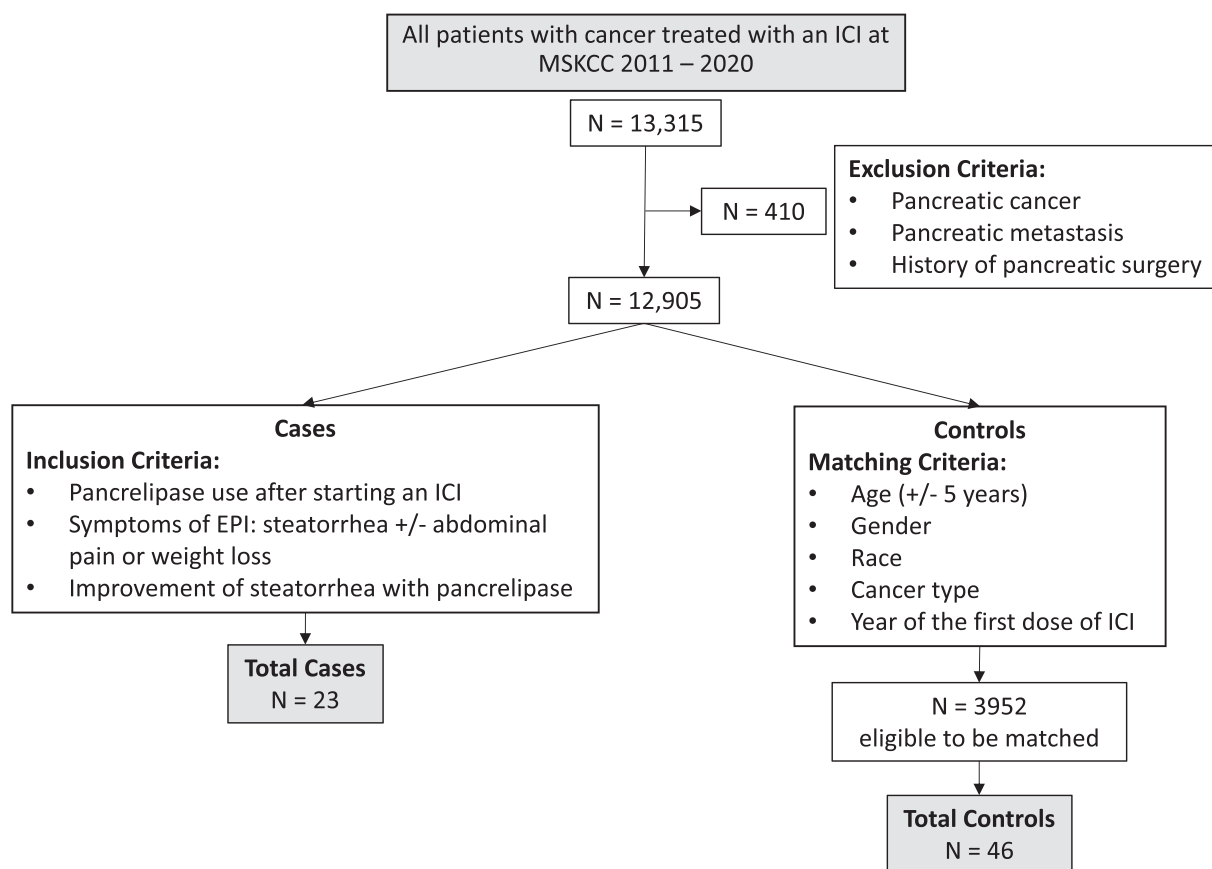 All patients with cancer treated with an ICI at
MSKCC 2011 – 2020
N = 13,315
Exclusion Criteria:
• Pancreatic cancer
• Pancreatic metastasis
• History of pancreatic surgery
N = 410
N = 12,905
Cases
Inclusion Criteria:
• Pancrelipase use after starting an ICI
• Symptoms of EPI: steatorrhea +/- abdominal
pain or weight loss
• Improvement of steatorrhea with pancrelipase
Total Cases
N = 23
Controls
Matching Criteria:
• Age (+/- 5 years)
• Gender
• Race
• Cancer type
• Year of the first dose of ICI
N = 3952
eligible to be matched
Total Controls
N = 46